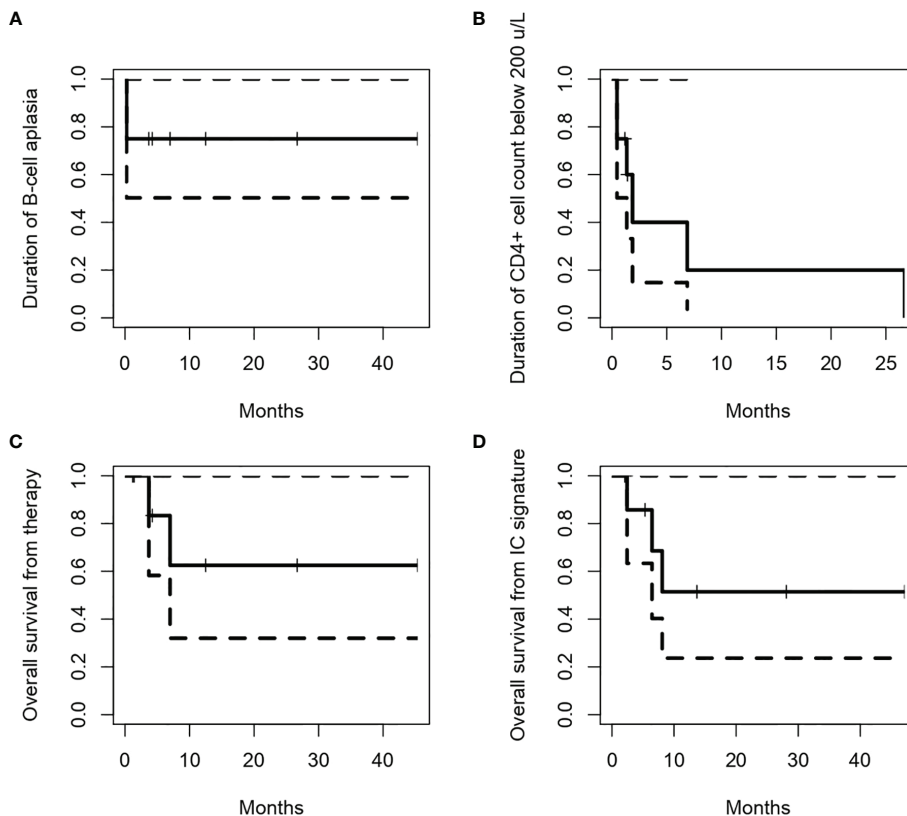 A
Duration of B-cell aplasia
1.0
0.8
0.6
0.4
0.2
0.0
0 10 20 30 40
Months
B
Duration of CD4+ cell count below 200 u/L
1.0
0.8
0.6
0.4
0.2
0.0
0 5 10 15 20 25
Months
C
Overall survival from therapy
1.0
0.8
0.6
0.4
0.2
0.0
0 10 20 30 40
Months
D
Overall survival from IC signature
1.0
0.8
0.6
0.4
0.2
0.0
0 10 20 30 40
Months